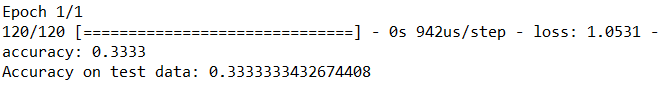 Epoch 1/1
120/120 [==============================] - 0s 942us/step - loss: 1.0531 -
accuracy: 0.3333
Accuracy on test data: 0.3333333432674408